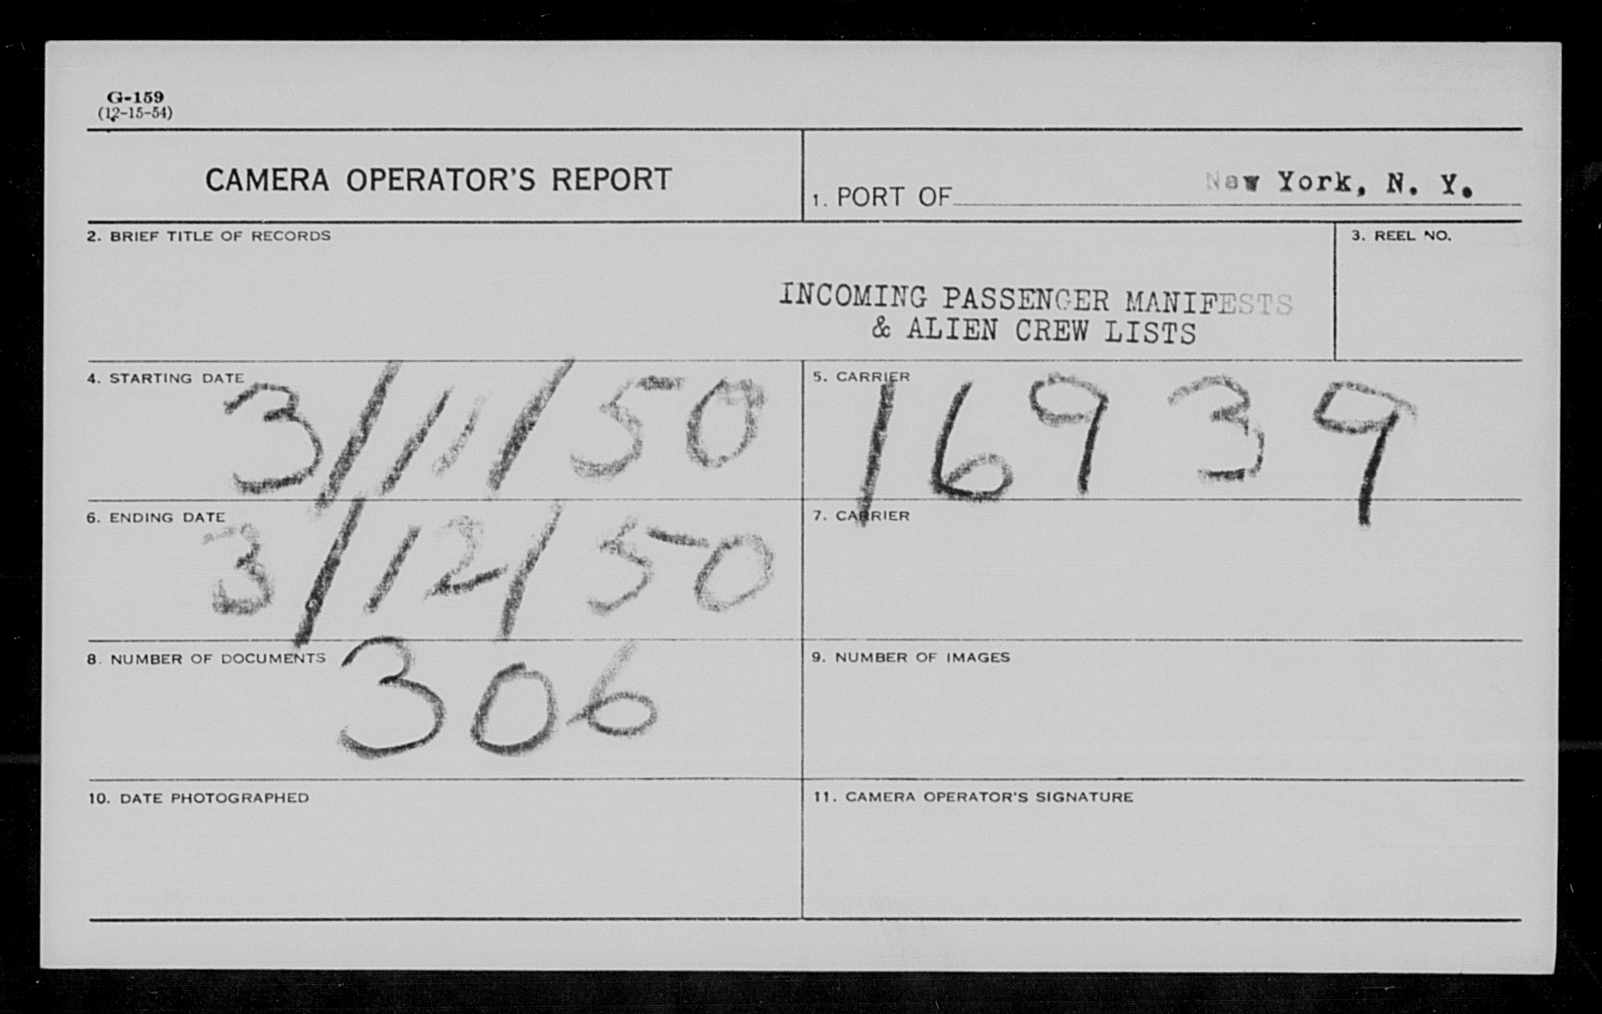 G-159
(12-15-54)
CAMERA OPERATOR'S REPORT
1. PORT OF New York, N. Y.
2. BRIEF TITLE OF RECORDS
3. REEL NO.
INCOMING PASSENGER MANIFESTS
& ALIEN CREW LISTS
4. STARTING DATE 3/11/50
5. CARRIER 16939
6. ENDING DATE 3/12/50
7. CARRIER
8. NUMBER OF DOCUMENTS 306
9. NUMBER OF IMAGES
10. DATE PHOTOGRAPHED
11. CAMERA OPERATOR'S SIGNATURE